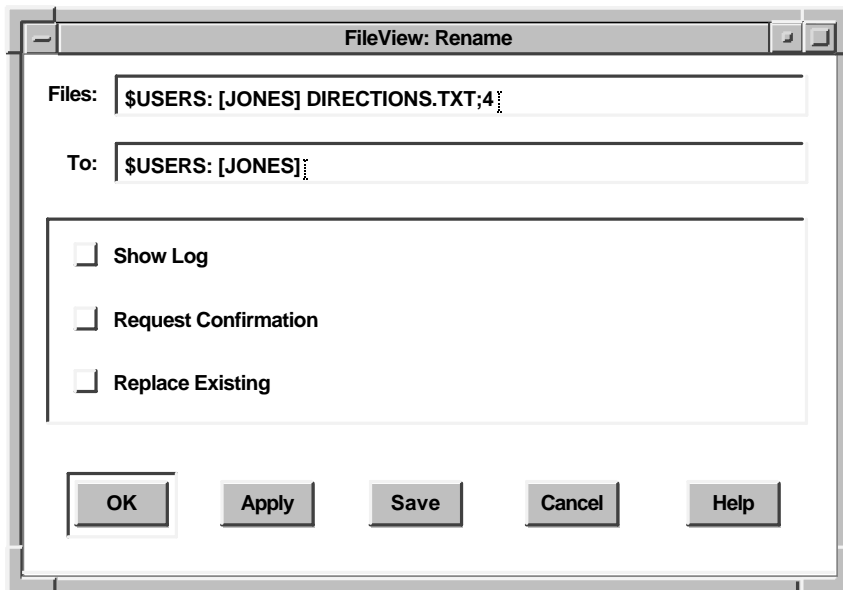 FileView: Rename
Files: $USERS: [JONES] DIRECTIONS.TXT;4
To: $USERS: [JONES]
Show Log
Request Confirmation
Replace Existing
OK Apply Save Cancel Help